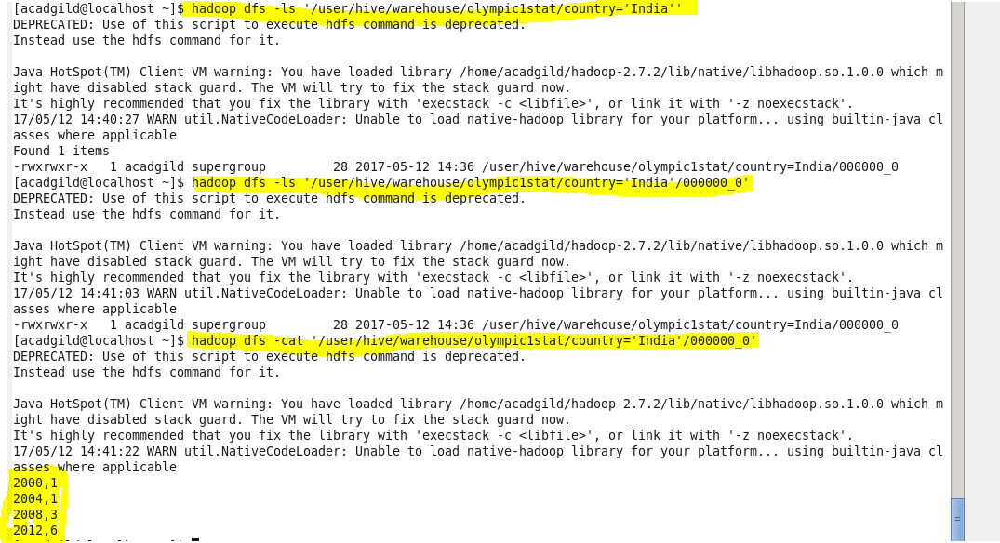 [acadgild@localhost ~]$ hadoop dfs -ls '/user/hive/warehouse/olympic1stat/country='India''
DEPRECATED: Use of this script to execute hdfs command is deprecated.
Instead use the hdfs command for it.
Java HotSpot(TM) Client VM warning: You have loaded library /home/acadgild/hadoop-2.7.2/lib/native/libhadoop.so.1.0.0 which m
ight have disabled stack guard. The VM will try to fix the stack guard now.
It's highly recommended that you fix the library with 'execstack -c <libfile>', or link it with '-z noexecstack'.
17/05/12 14:40:27 WARN util.NativeCodeLoader: Unable to load native-hadoop library for your platform... using builtin-java cl
asses where applicable
Found 1 items
-rwxrwxr-x   1 acadgild supergroup         28 2017-05-12 14:36 /user/hive/warehouse/olympic1stat/country=India/000000_0
[acadgild@localhost ~]$ hadoop dfs -ls '/user/hive/warehouse/olympic1stat/country='India'/000000_0'
DEPRECATED: Use of this script to execute hdfs command is deprecated.
Instead use the hdfs command for it.
Java HotSpot(TM) Client VM warning: You have loaded library /home/acadgild/hadoop-2.7.2/lib/native/libhadoop.so.1.0.0 which m
ight have disabled stack guard. The VM will try to fix the stack guard now.
It's highly recommended that you fix the library with 'execstack -c <libfile>', or link it with '-z noexecstack'.
17/05/12 14:41:03 WARN util.NativeCodeLoader: Unable to load native-hadoop library for your platform... using builtin-java cl
asses where applicable
-rwxrwxr-x   1 acadgild supergroup         28 2017-05-12 14:36 /user/hive/warehouse/olympic1stat/country=India/000000_0
[acadgild@localhost ~]$ hadoop dfs -cat '/user/hive/warehouse/olympic1stat/country='India'/000000_0'
DEPRECATED: Use of this script to execute hdfs command is deprecated.
Instead use the hdfs command for it.
Java HotSpot(TM) Client VM warning: You have loaded library /home/acadgild/hadoop-2.7.2/lib/native/libhadoop.so.1.0.0 which m
ight have disabled stack guard. The VM will try to fix the stack guard now.
It's highly recommended that you fix the library with 'execstack -c <libfile>', or link it with '-z noexecstack'.
17/05/12 14:41:22 WARN util.NativeCodeLoader: Unable to load native-hadoop library for your platform... using builtin-java cl
asses where applicable
2000,1
2004,1
2008,3
2012,6